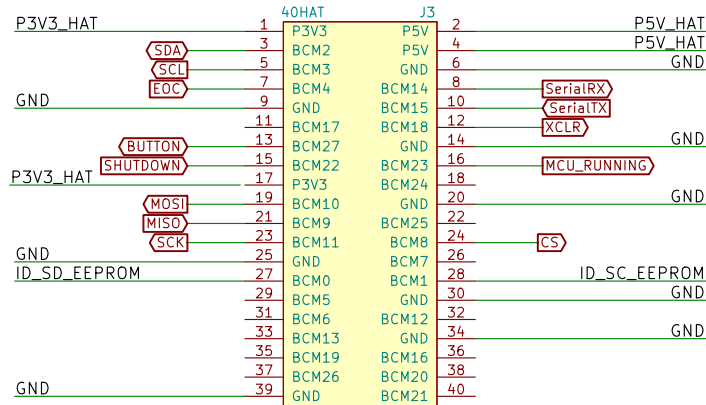 40HAT J3
P3V3_HAT 1 P3V3 P5V 2 P5V_HAT
SDA 3 BCM2 P5V 4 P5V_HAT
SCL 5 BCM3 GND 6 GND
EOC 7 BCM4 BCM14 8 SerialRX
GND 9 GND BCM15 10 SerialTX
11 BCM17 BCM18 12 XCLR
BUTTON 13 BCM27 GND 14 GND
SHUTDOWN 15 BCM22 BCM23 16 MCU_RUNNING
P3V3_HAT 17 P3V3 BCM24 18
MOSI 19 BCM10 GND 20 GND
MISO 21 BCM9 BCM25 22
SCK 23 BCM11 BCM8 24 CS
GND 25 GND BCM7 26
ID_SD_EEPROM 27 BCM0 BCM1 28 ID_SC_EEPROM
29 BCM5 GND 30 GND
31 BCM6 BCM12 32
33 BCM13 GND 34 GND
35 BCM19 BCM16 36
37 BCM26 BCM20 38
GND 39 GND BCM21 40